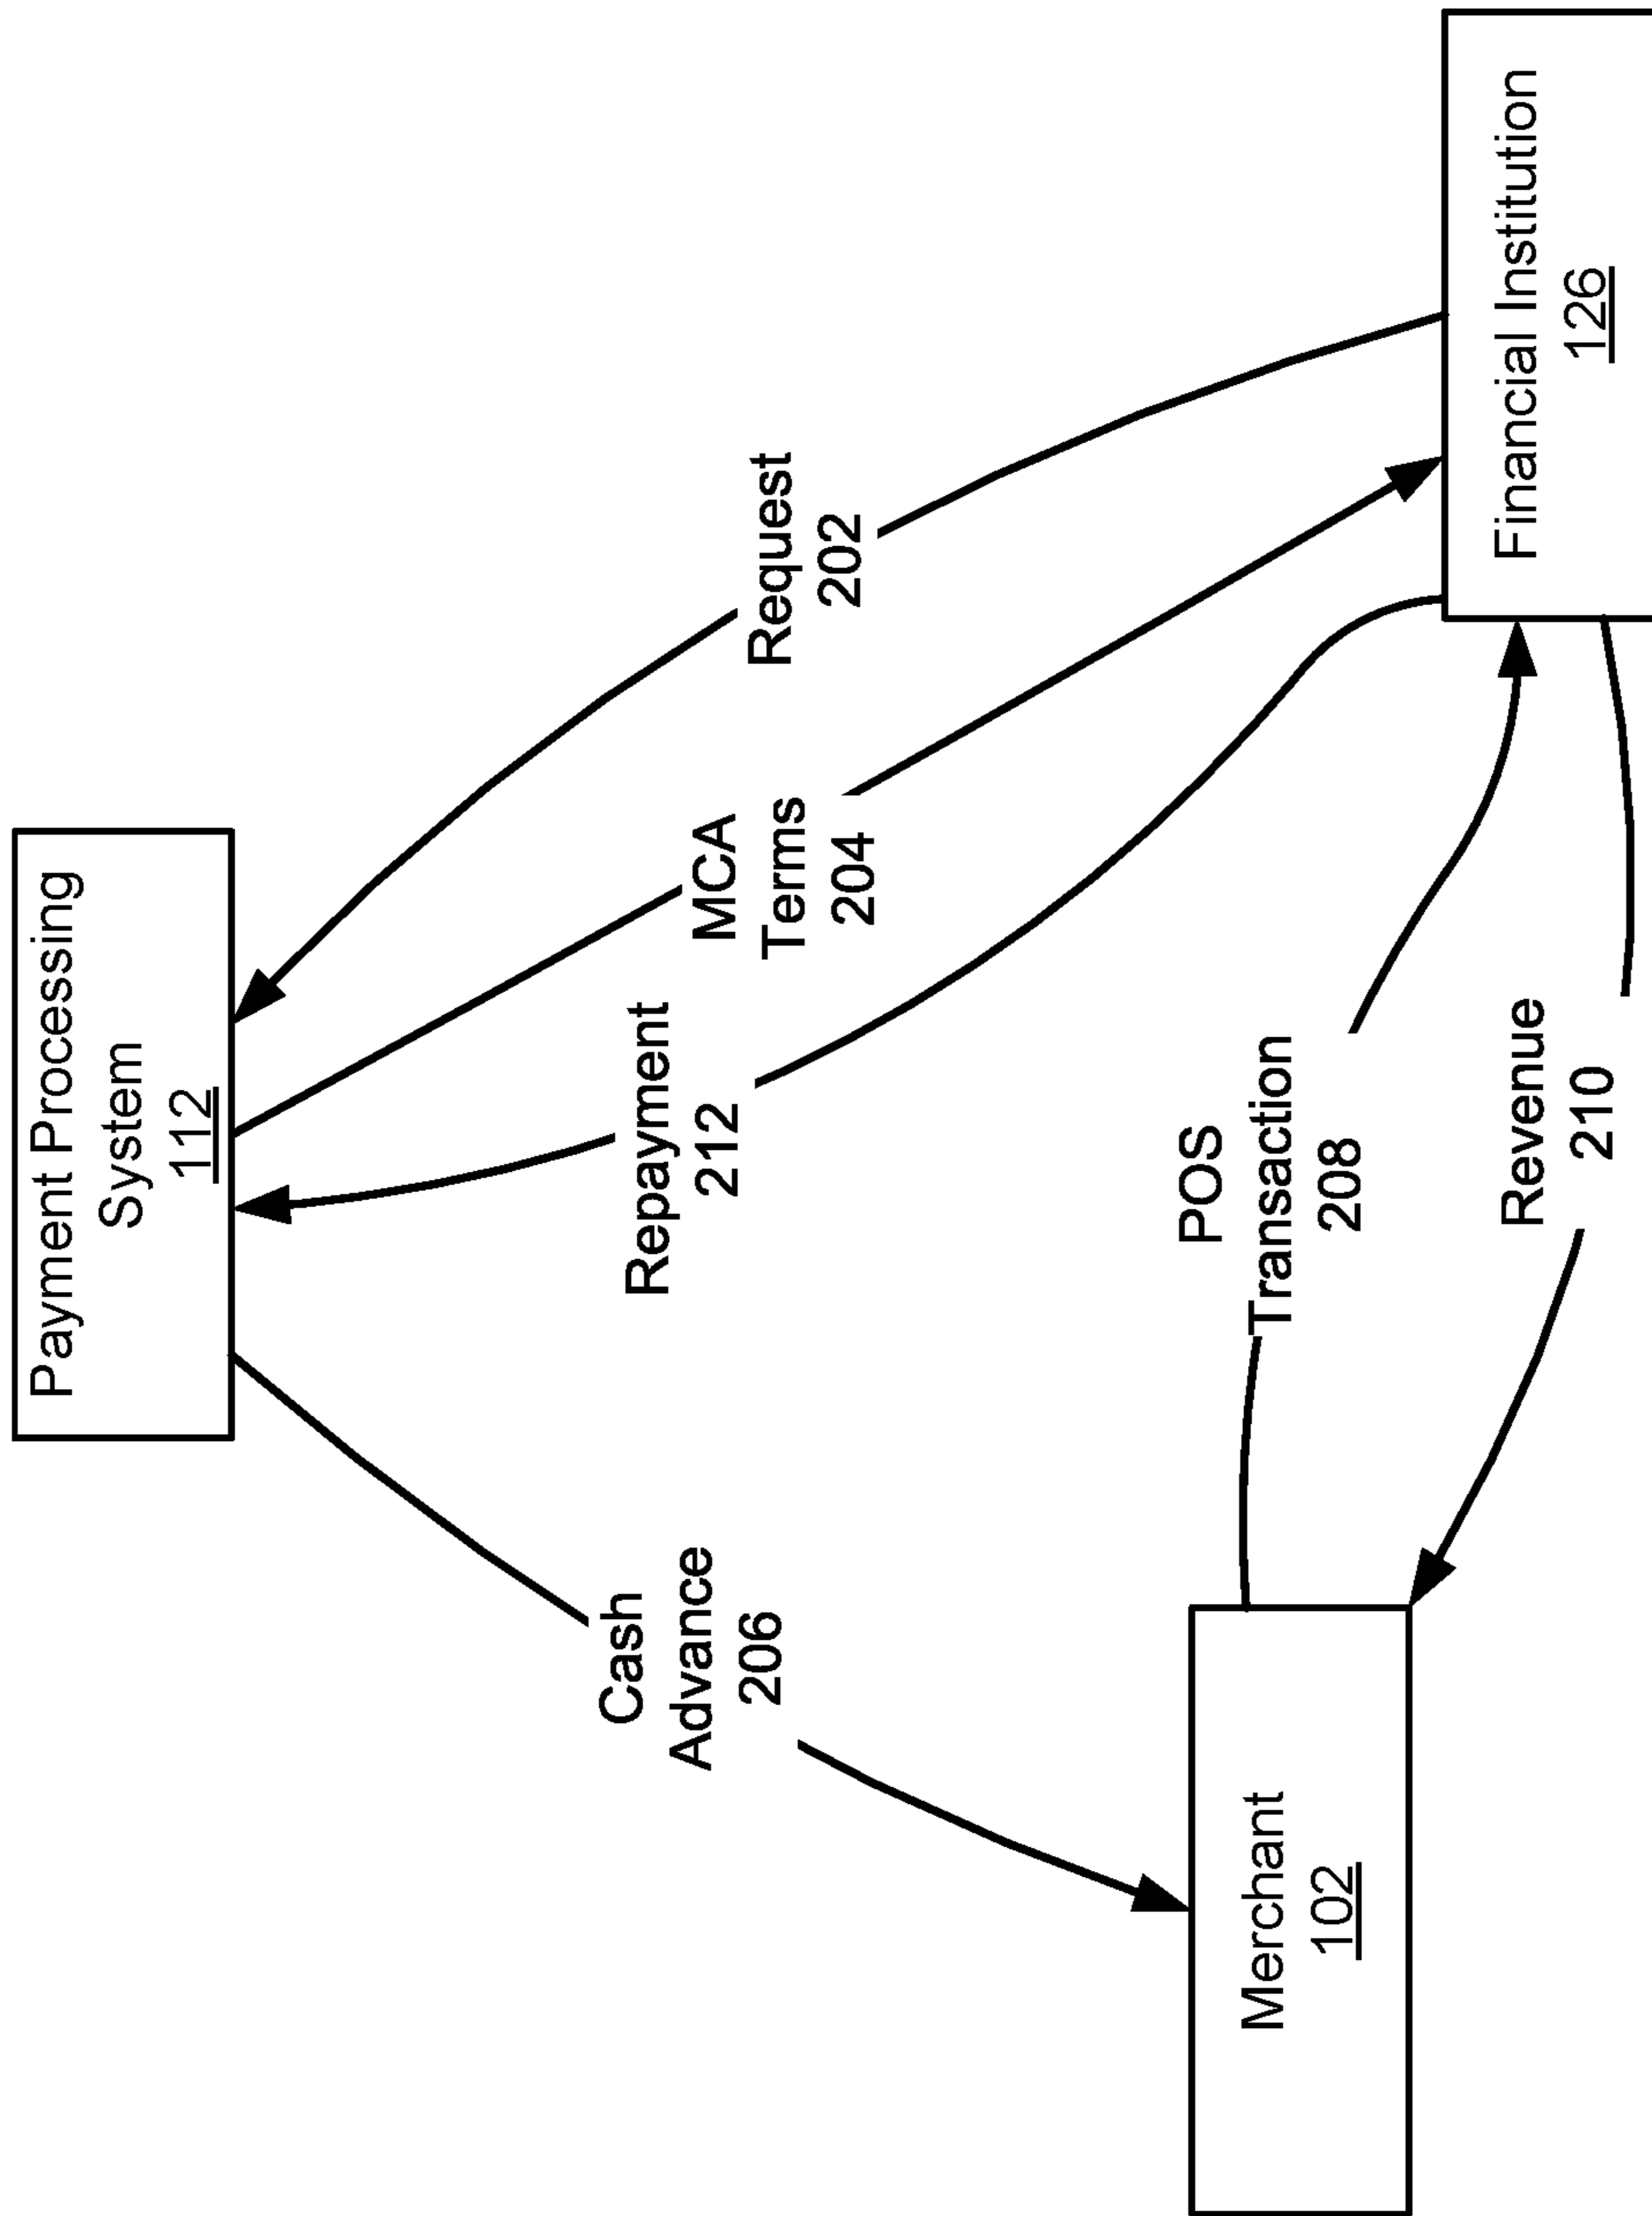 Payment Processing
System
112
Request
202
MCA
Terms
204
Repayment
212
Cash
Advance
206
POS
Transaction
208
Revenue
210
Merchant
102
Financial Institution
126